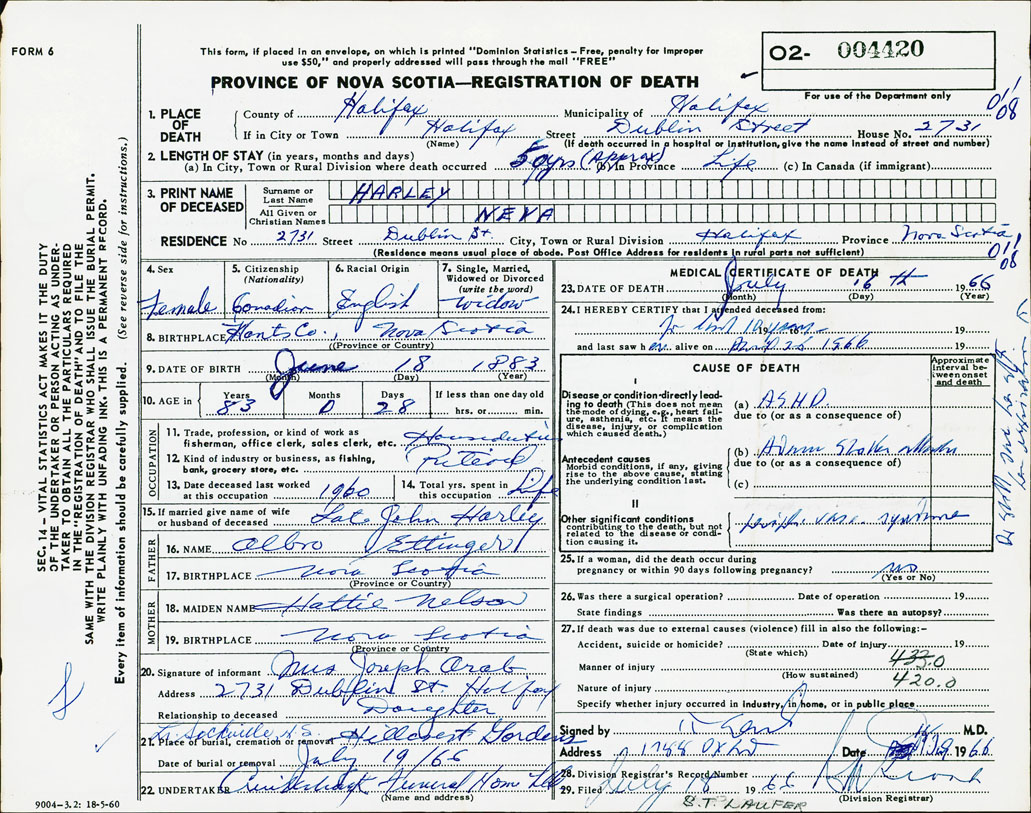 FORM 6
This form, if placed in an envelope, on which is printed "Dominion Statistics – Free, penalty for improper
use $50," and properly addressed will pass through the mail "FREE"
02- 004420
PROVINCE OF NOVA SCOTIA—REGISTRATION OF DEATH
For use of the Department only
1. PLACE OF DEATH
County of Halifax Municipality of Halifax
If in City or Town Halifax Street Dublin Street House No. 2731
(Name) (If death occurred in a hospital or institution, give the name instead of street and number)
2. LENGTH OF STAY (in years, months and days)
(a) In City, Town or Rural Division where death occurred 5 yrs (Approx) (b) In Province Life (c) In Canada (if immigrant)
3. PRINT NAME OF DECEASED
Surname or Last Name HARLEY
All Given or Christian Names NEVA
RESIDENCE No 2731 Street Dublin St. City, Town or Rural Division Halifax Province Nova Scotia
(Residence means usual place of abode. Post Office Address for residents in rural parts not sufficient)
011
08
4. Sex Female
5. Citizenship (Nationality) Canadian
6. Racial Origin English
7. Single, Married, Widowed or Divorced (write the word) Widow
8. BIRTHPLACE Hants Co., Nova Scotia
(Province or Country)
9. DATE OF BIRTH June 18 1883
(Month) (Day) (Year)
10. AGE in Years 83 Months 0 Days 28 If less than one day old hrs. or min.
OCCUPATION
11. Trade, profession, or kind of work as fisherman, office clerk, sales clerk, etc.
12. Kind of industry or business, as fishing, bank, grocery store, etc. Retired
13. Date deceased last worked at this occupation 1960
14. Total yrs. spent in this occupation Life
15. If married give name of wife or husband of deceased Late John Harley
FATHER
16. NAME Albro Ettinger
17. BIRTHPLACE Nova Scotia
(Province or Country)
MOTHER
18. MAIDEN NAME Hattie Nelson
19. BIRTHPLACE Nova Scotia
(Province or Country)
20. Signature of informant Mrs Joseph Arab
Address 2731 Dublin St. Halifax
Relationship to deceased Daughter
Sackville N.S.
21. Place of burial, cremation or removal Hillcrest Gardens
Date of burial or removal July 19/66
22. UNDERTAKER Cruikshank Funeral Home
(Name and address)
9004-3.2: 18-5-60
MEDICAL CERTIFICATE OF DEATH
23. DATE OF DEATH July 16 th 1966
(Month) (Day) (Year)
24. I HEREBY CERTIFY that I attended deceased from:
19 19
and last saw her alive on 1966 19
CAUSE OF DEATH
Approximate interval between onset and death
I
Disease or condition directly leading to death (This does not mean the mode of dying, e.g., heart failure, asthenia, etc. It means the disease, injury, or complication which caused death.)
(a) A.S.H.D.
due to (or as a consequence of)
Antecedent causes
Morbid conditions, if any, giving rise to the above cause, stating the underlying condition last.
(b)
due to (or as a consequence of)
(c)
II
Other significant conditions contributing to the death, but not related to the disease or condition causing it.
syndrome
25. If a woman, did the death occur during pregnancy or within 90 days following pregnancy? no
(Yes or No)
26. Was there a surgical operation? Date of operation 19
State findings Was there an autopsy?
27. If death was due to external causes (violence) fill in also the following:–
Accident, suicide or homicide? Date of injury 19
(State which)
Manner of injury 433.0
(How sustained)
Nature of injury 420.0
Specify whether injury occurred in industry, in home, or in public place
Signed by M.D.
Address Date 1966
28. Division Registrar's Record Number
29. Filed July 18 1966
(Division Registrar)
S.T. LAUFER
SEC. 14 – VITAL STATISTICS ACT MAKES IT THE DUTY
OF THE UNDERTAKER OR PERSON ACTING AS UNDER-
TAKER TO OBTAIN ALL THE PARTICULARS REQUIRED
IN THE "REGISTRATION OF DEATH" AND TO FILE THE
SAME WITH THE DIVISION REGISTRAR WHO SHALL ISSUE THE BURIAL PERMIT.
WRITE PLAINLY WITH UNFADING INK. THIS IS A PERMANENT RECORD.
Every item of information should be carefully supplied. (See reverse side for instructions.)